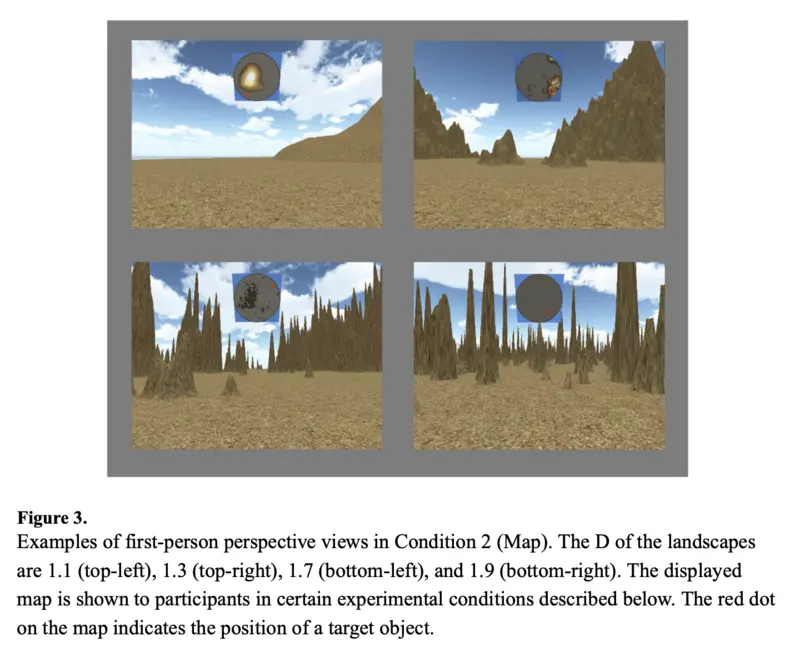 Figure 3.
Examples of first-person perspective views in Condition 2 (Map). The D of the landscapes
are 1.1 (top-left), 1.3 (top-right), 1.7 (bottom-left), and 1.9 (bottom-right). The displayed
map is shown to participants in certain experimental conditions described below. The red dot
on the map indicates the position of a target object.